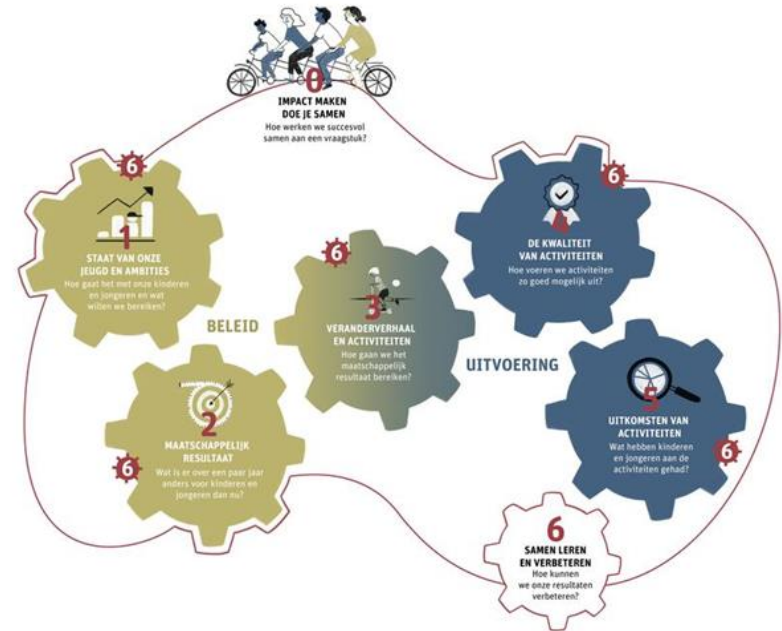 0
IMPACT MAKEN
DOE JE SAMEN
Hoe werken we succesvol
samen aan een vraagstuk?
6
1
STAAT VAN ONZE
JEUGD EN AMBITIES
Hoe gaat het met onze kinderen
en jongeren en wat
willen we bereiken?
BELEID
6
2
MAATSCHAPPELIJK
RESULTAAT
Wat is er over een paar jaar
anders voor kinderen en
jongeren dan nu?
6
3
VERANDERVERHAAL
EN ACTIVITEITEN
Hoe gaan we het
maatschappelijk
resultaat bereiken?
UITVOERING
6
4
DE KWALITEIT
VAN ACTIVITEITEN
Hoe voeren we activiteiten
zo goed mogelijk uit?
6
5
UITKOMSTEN VAN
ACTIVITEITEN
Wat hebben kinderen
en jongeren aan de
activiteiten gehad?
6
SAMEN LEREN
EN VERBETEREN
Hoe kunnen
we onze resultaten
verbeteren?